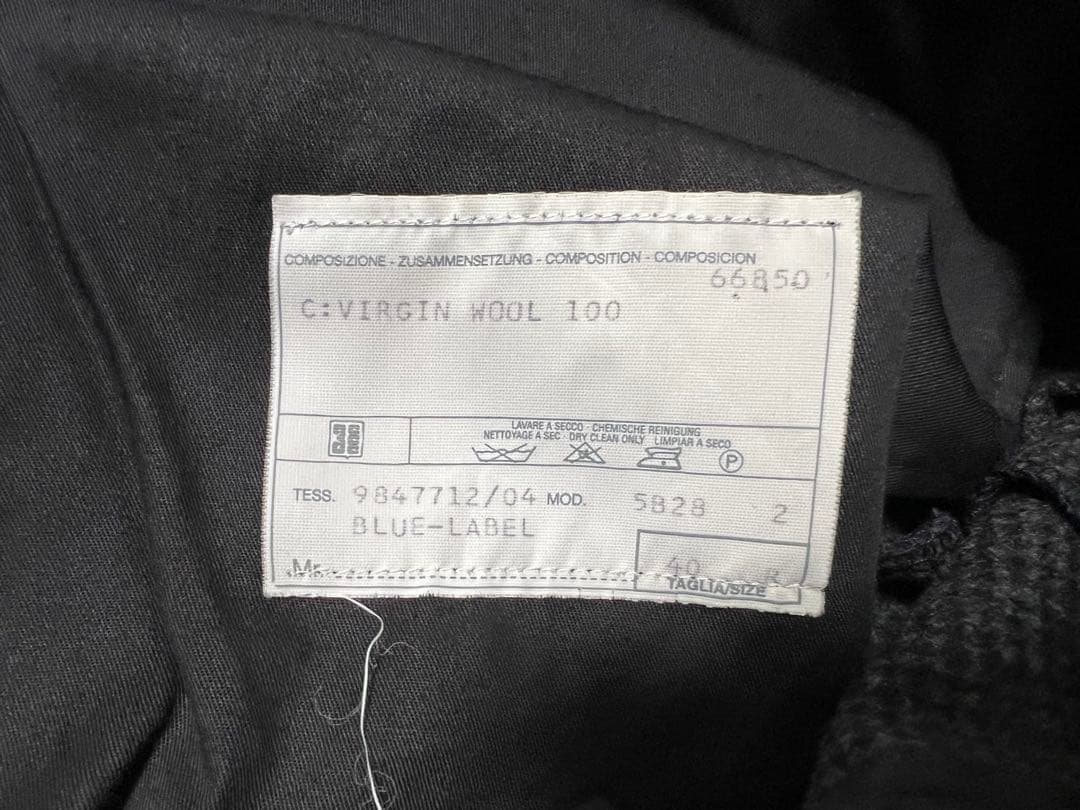 COMPOSIZIONE - ZUSAMMENSETZUNG - COMPOSITION - COMPOSICION
66850
C:VIRGIN WOOL 100
LAVARE A SECCO - CHEMISCHE REINIGUNG
NETTOYAGE A SEC - DRY CLEAN ONLY LIMPIAR A SECO
P
TESS. 9847712/04 MOD. 5828 2
BLUE-LABEL
40 R
Mr.
TAGLIA/SIZE